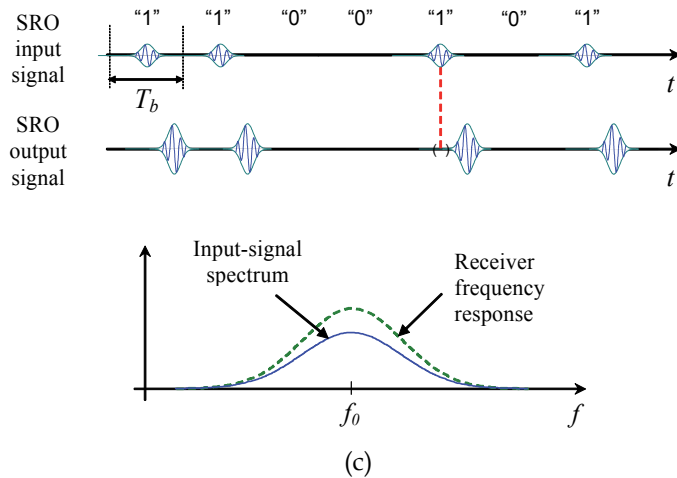 SRO
input
signal
“1” “1” “0” “0” “1” “0” “1”
t
T_b
SRO
output
signal
( )
t
Input-signal
spectrum
Receiver
frequency
response
f_0
f
(c)